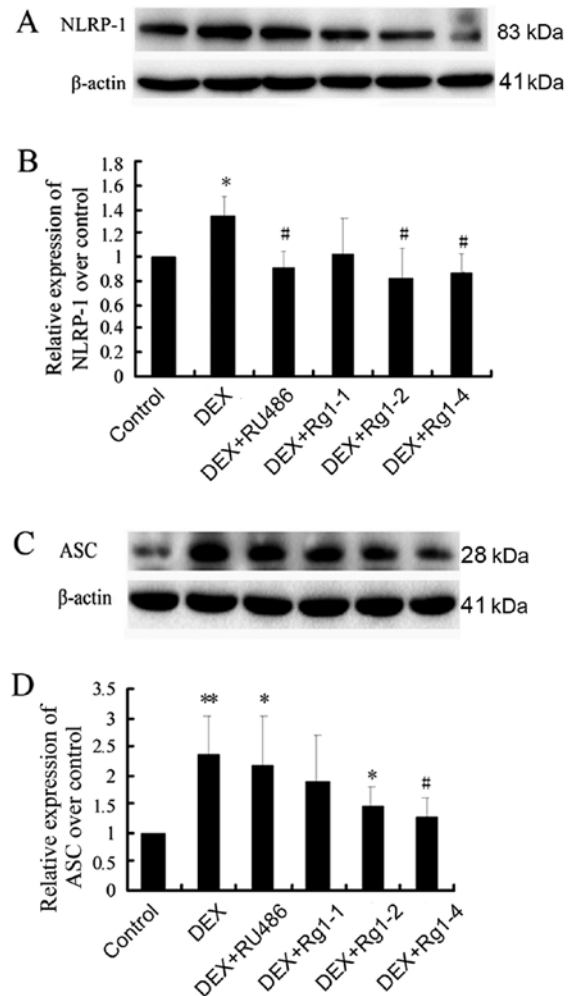 A
NLRP-1
83 kDa
β-actin
41 kDa
B
Relative expression of
NLRP-1 over control
1.8
1.6
1.4
1.2
1
0.8
0.6
0.4
0.2
0
*
#
#
#
Control
DEX
DEX+RU486
DEX+Rg1-1
DEX+Rg1-2
DEX+Rg1-4
C
ASC
28 kDa
β-actin
41 kDa
D
Relative expression of
ASC over control
3.5
3
2.5
2
1.5
1
0.5
0
**
*
*
#
Control
DEX
DEX+RU486
DEX+Rg1-1
DEX+Rg1-2
DEX+Rg1-4